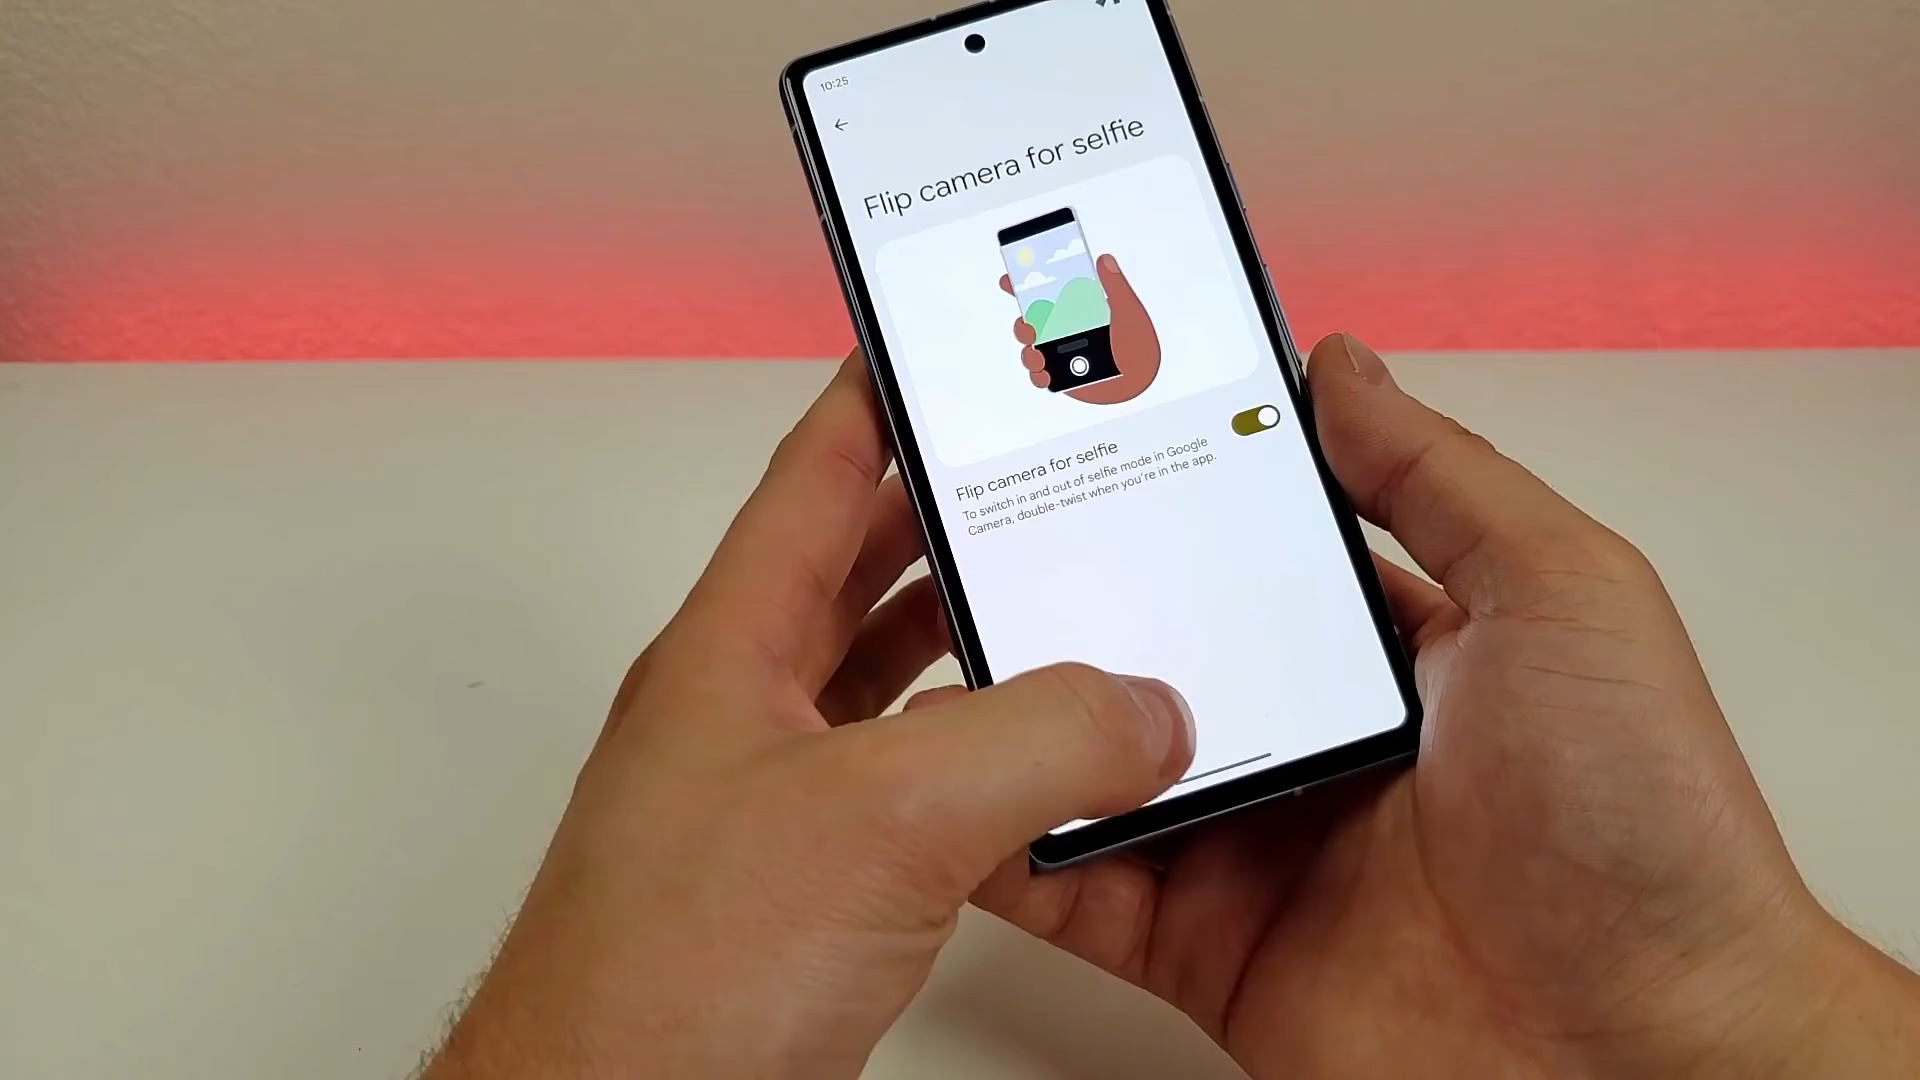 10:25
Flip camera for selfie
Flip camera for selfie
To switch in and out of selfie mode in Google
Camera, double-twist when you're in the app.